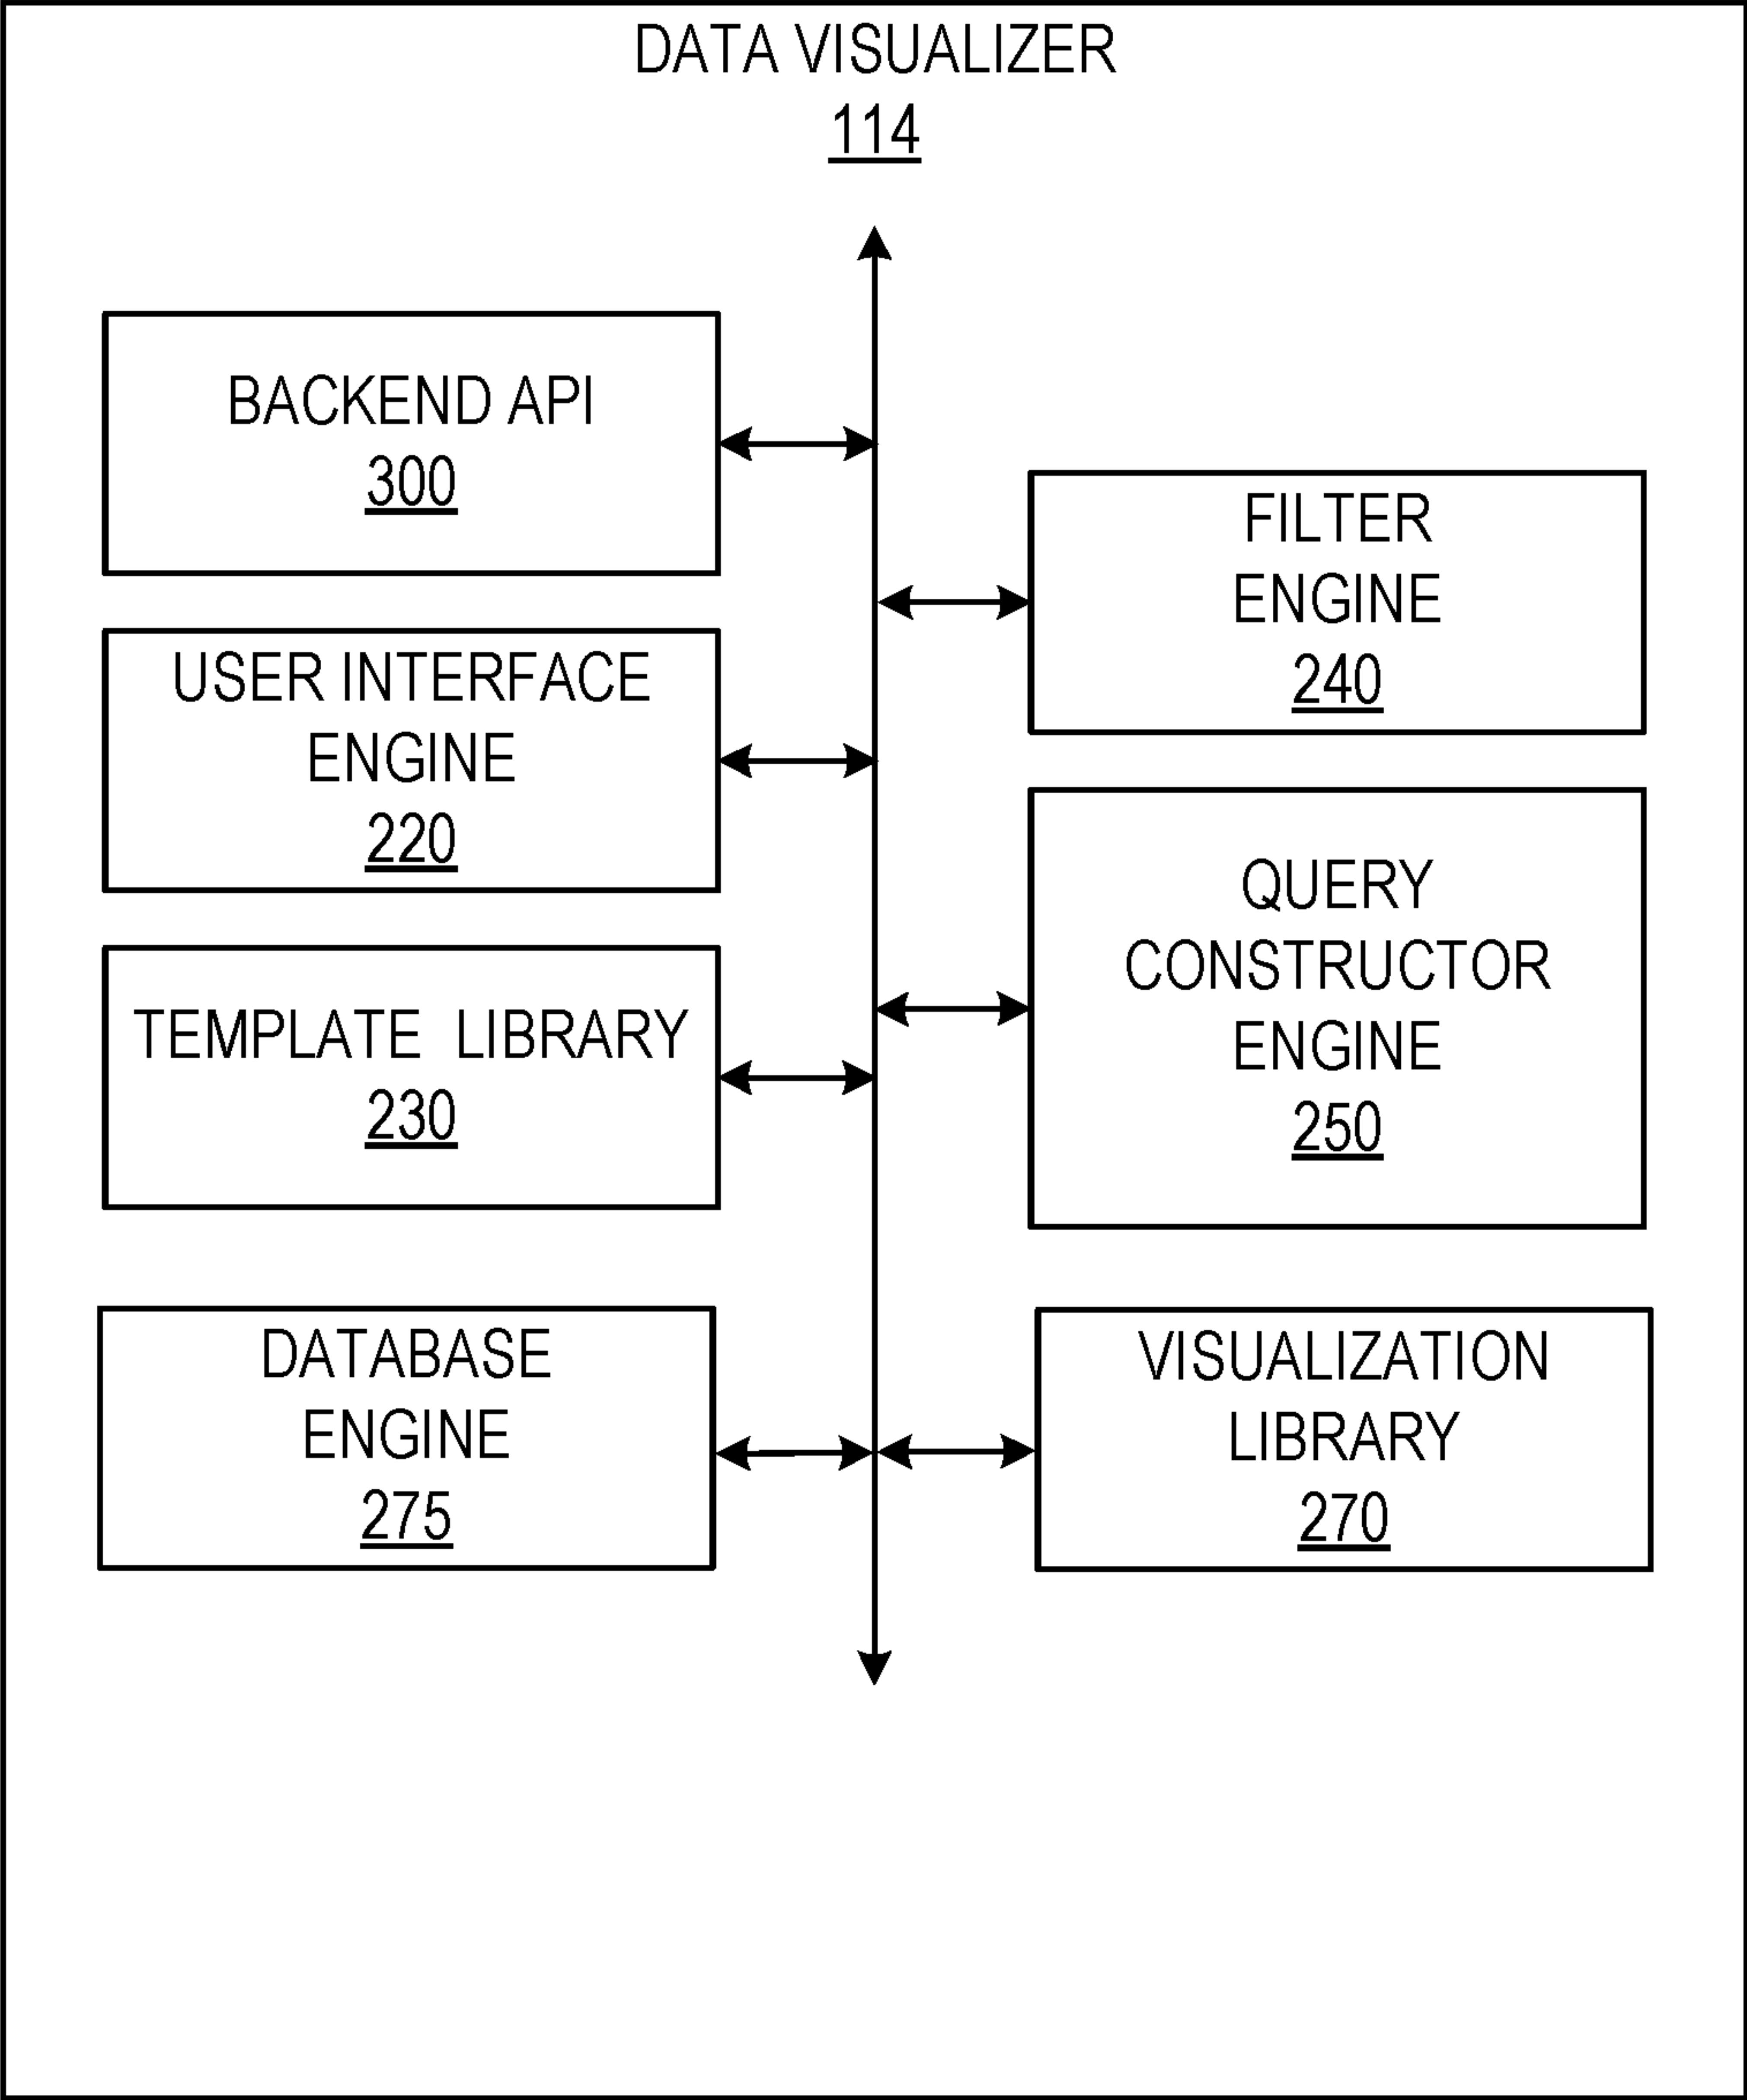 DATA VISUALIZER
114
BACKEND API
300
USER INTERFACE
ENGINE
220
TEMPLATE LIBRARY
230
DATABASE
ENGINE
275
FILTER
ENGINE
240
QUERY
CONSTRUCTOR
ENGINE
250
VISUALIZATION
LIBRARY
270